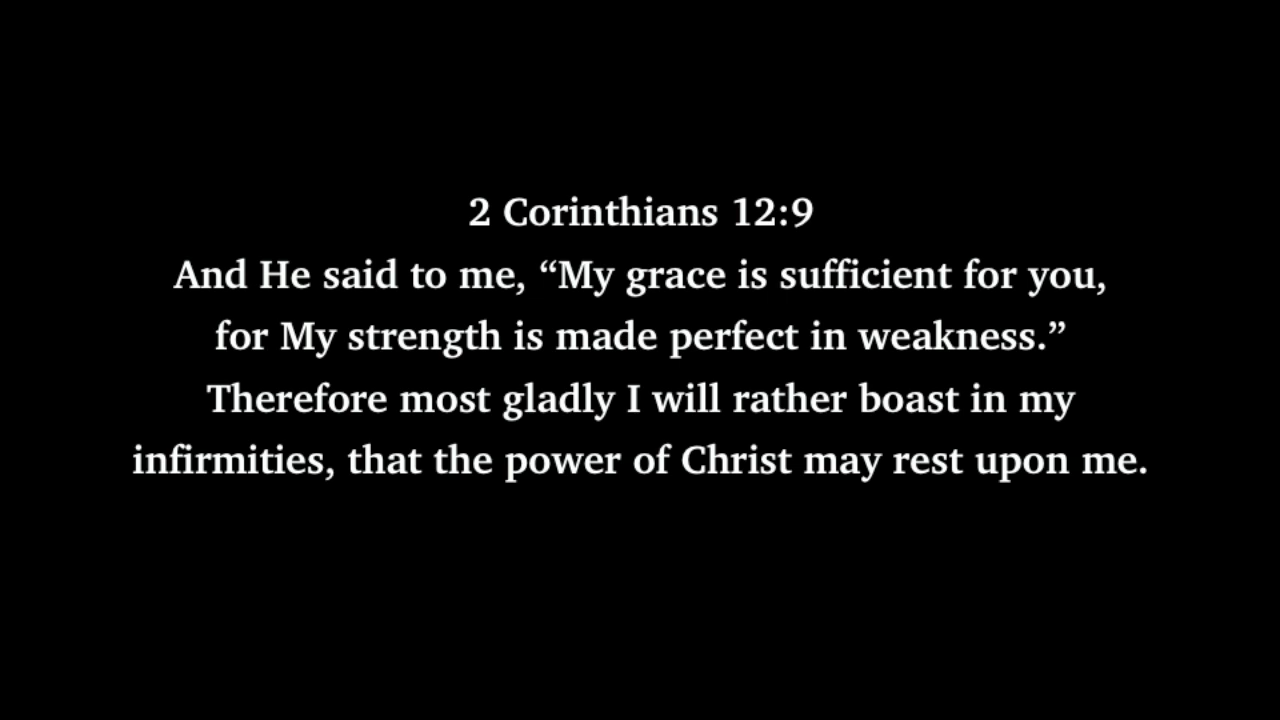 2 Corinthians 12:9
And He said to me, “My grace is sufficient for you,
for My strength is made perfect in weakness.”
Therefore most gladly I will rather boast in my
infirmities, that the power of Christ may rest upon me.